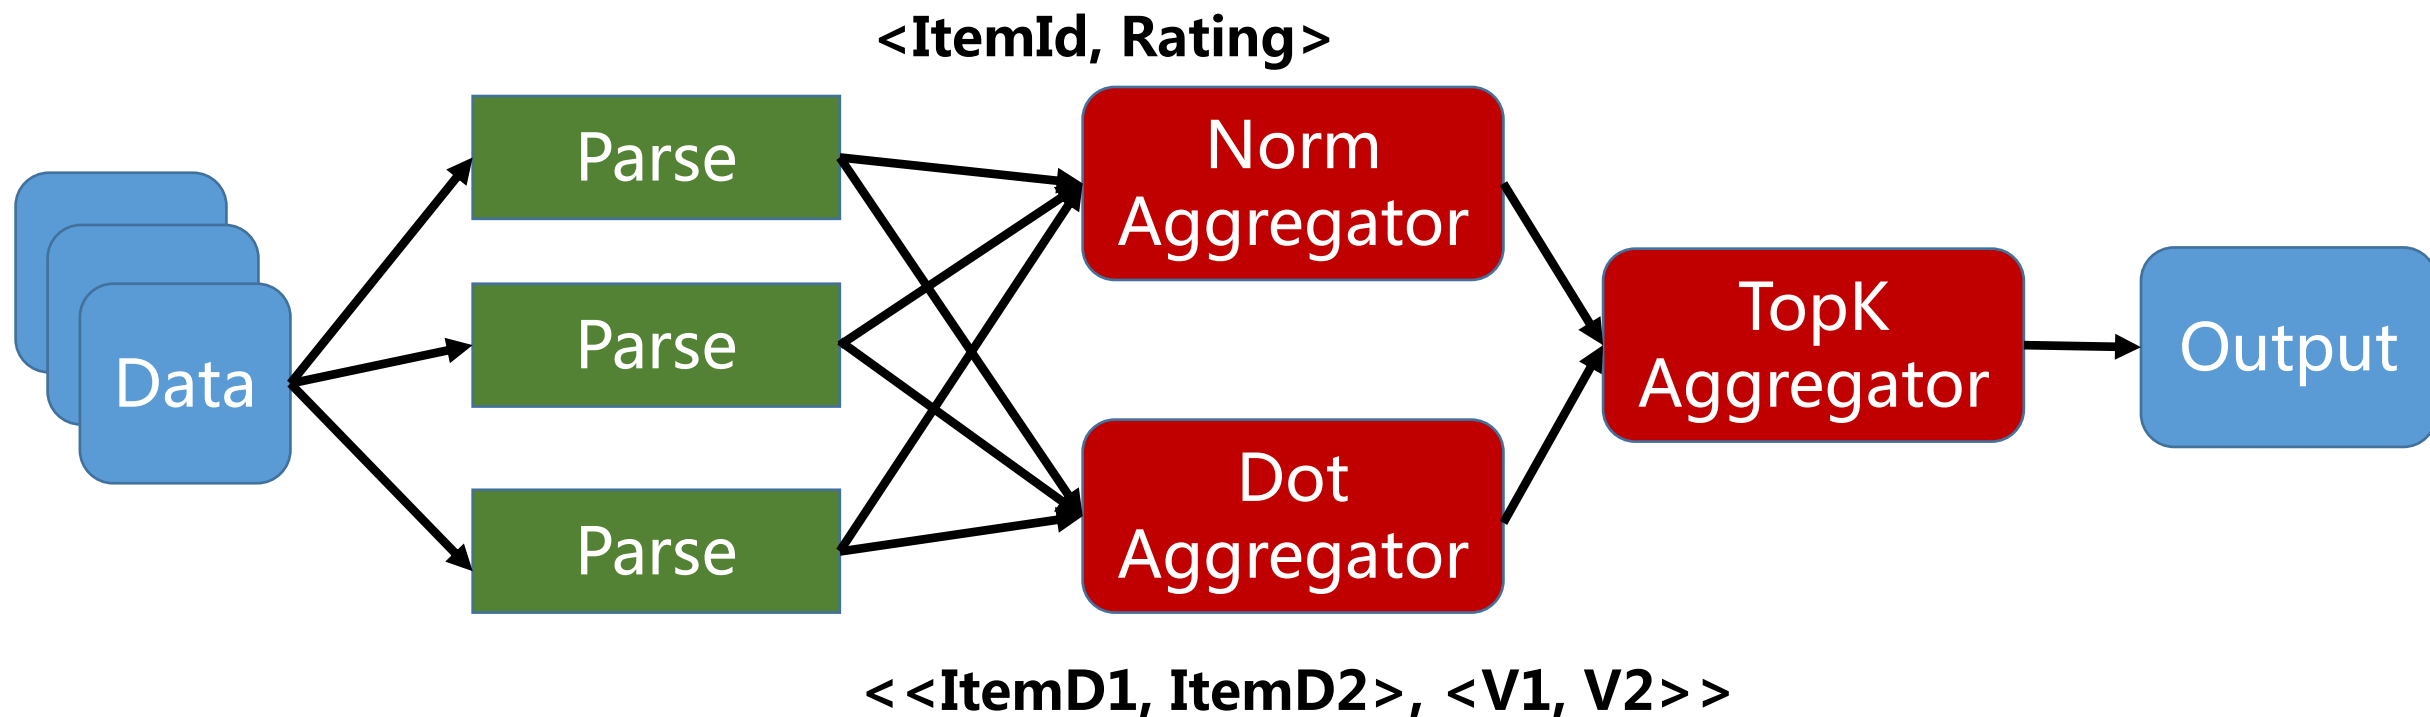 <ItemId, Rating>
Parse
Norm
Aggregator
Data
Parse
TopK
Aggregator
Output
Parse
Dot
Aggregator
<<ItemD1, ItemD2>, <V1, V2>>